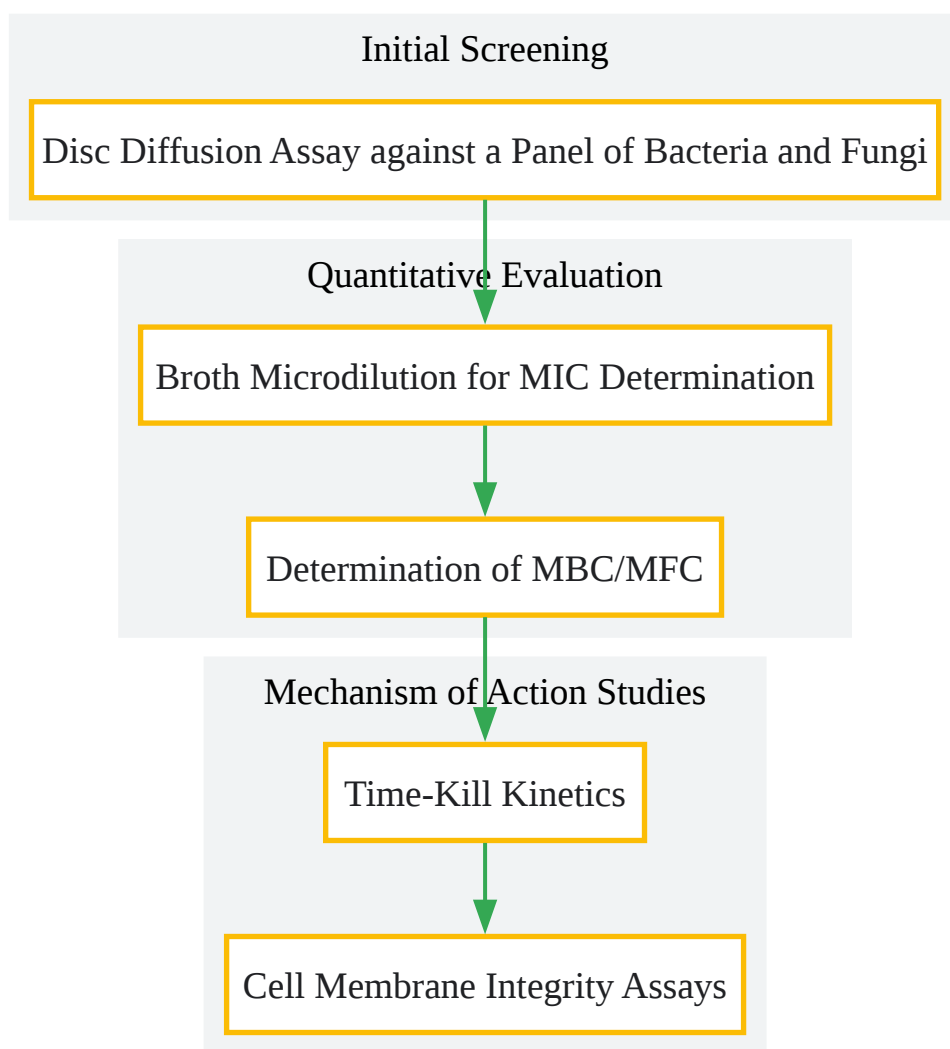 Initial Screening
Disc Diffusion Assay against a Panel of Bacteria and Fungi
Quantitative Evaluation
Broth Microdilution for MIC Determination
Determination of MBC/MFC
Mechanism of Action Studies
Time-Kill Kinetics
Cell Membrane Integrity Assays